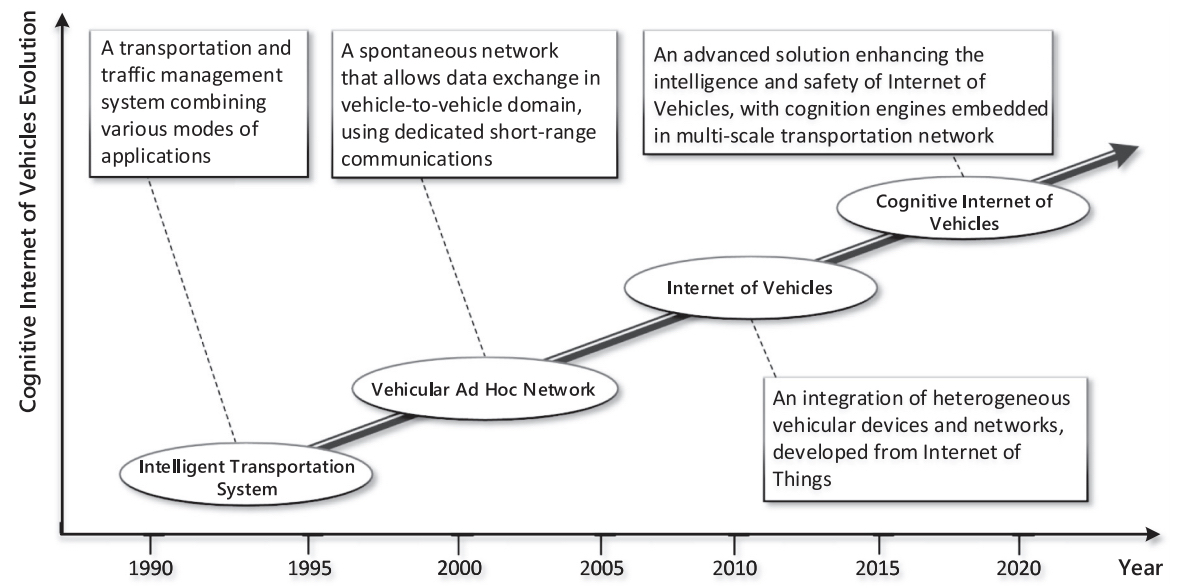 Cognitive Internet of Vehicles Evolution
A transportation and
traffic management
system combining
various modes of
applications
A spontaneous network
that allows data exchange in
vehicle-to-vehicle domain,
using dedicated short-range
communications
An advanced solution enhancing the
intelligence and safety of Internet of
Vehicles, with cognition engines embedded
in multi-scale transportation network
Cognitive Internet of
Vehicles
Internet of Vehicles
Vehicular Ad Hoc Network
An integration of heterogeneous
vehicular devices and networks,
developed from Internet of
Things
Intelligent Transportation
System
1990 1995 2000 2005 2010 2015 2020 Year